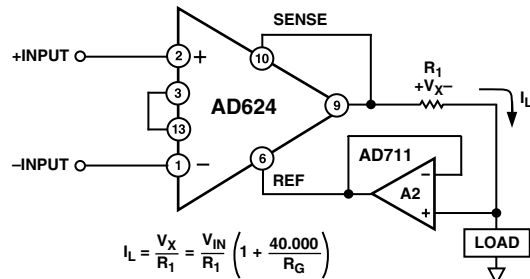 SENSE
+INPUT
2
+
10
R1
+VX–
IL
3
AD624
9
13
6
AD711
–INPUT
1
–
REF
–
A2
+
LOAD
IL = VX/R1 = VIN/R1 (1 + 40.000/RG)